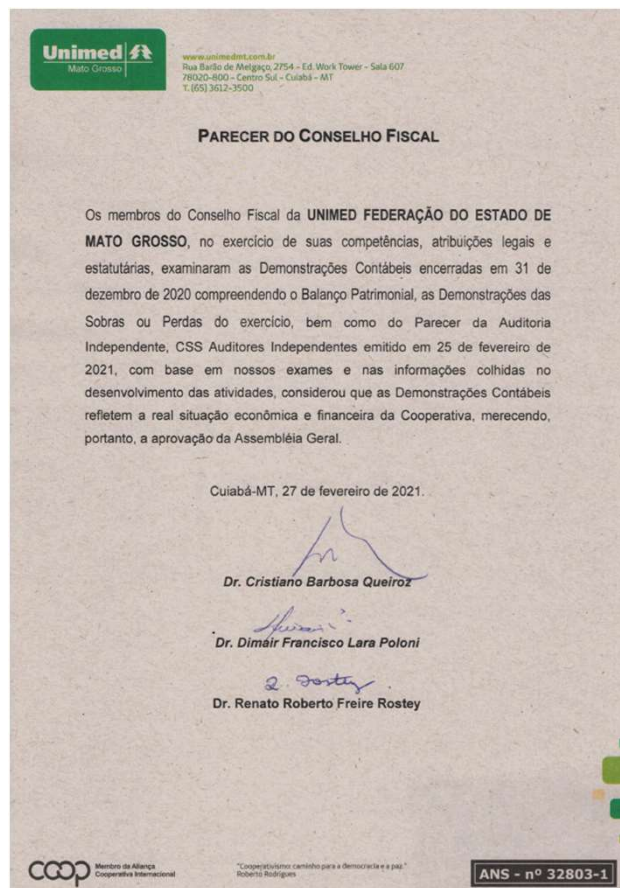 Unimed
Mato Grosso
www.unimedmt.com.br
Rua Barão de Melgaço, 2754 – Ed. Work Tower – Sala 607
78020-800 – Centro Sul – Cuiabá – MT
T. (65) 3612-3500
PARECER DO CONSELHO FISCAL
Os membros do Conselho Fiscal da UNIMED FEDERAÇÃO DO ESTADO DE
MATO GROSSO, no exercício de suas competências, atribuições legais e
estatutárias, examinaram as Demonstrações Contábeis encerradas em 31 de
dezembro de 2020 compreendendo o Balanço Patrimonial, as Demonstrações das
Sobras ou Perdas do exercício, bem como do Parecer da Auditoria
Independente, CSS Auditores Independentes emitido em 25 de fevereiro de
2021, com base em nossos exames e nas informações colhidas no
desenvolvimento das atividades, considerou que as Demonstrações Contábeis
refletem a real situação econômica e financeira da Cooperativa, merecendo,
portanto, a aprovação da Assembléia Geral.
Cuiabá-MT, 27 de fevereiro de 2021.
Dr. Cristiano Barbosa Queiroz
Dr. Dimair Francisco Lara Poloni
Dr. Renato Roberto Freire Rostey
coop
Membro da Aliança
Cooperativa Internacional
"Cooperativismo: caminho para a democracia e a paz."
Roberto Rodrigues
ANS - nº 32803-1